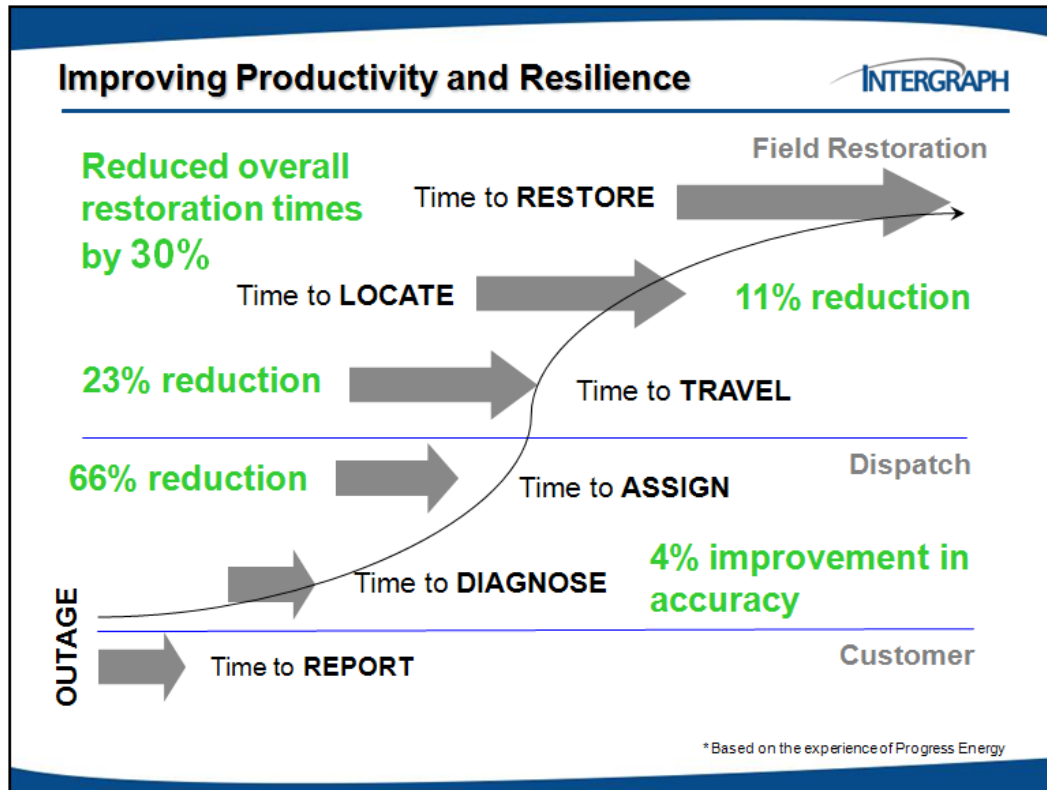 Improving Productivity and Resilience
INTERGRAPH
Field Restoration
Reduced overall
restoration times
by 30%
Time to RESTORE
Time to LOCATE
11% reduction
23% reduction
Time to TRAVEL
Dispatch
66% reduction
Time to ASSIGN
4% improvement in
accuracy
Time to DIAGNOSE
OUTAGE
Customer
Time to REPORT
* Based on the experience of Progress Energy